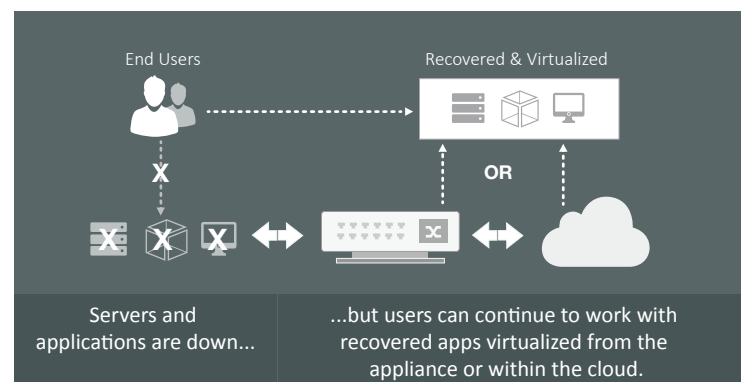 End Users
Recovered & Virtualized
X
OR
X X X
Servers and
applications are down...
...but users can continue to work with
recovered apps virtualized from the
appliance or within the cloud.